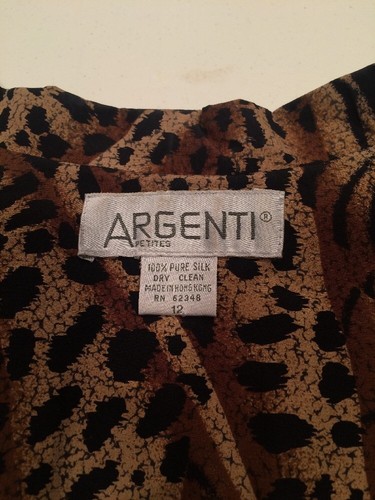 ARGENTI®
PETITES
100% PURE SILK
DRY CLEAN
MADE IN HONG KONG
RN 62348
12